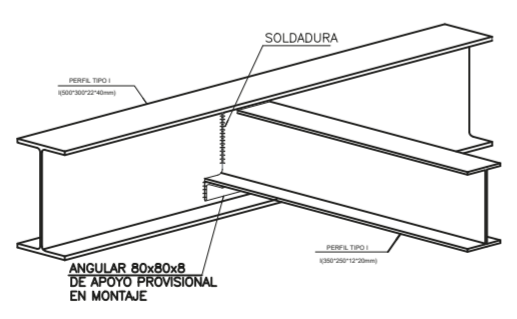 SOLDADURA
PERFIL TIPO I
I(500*300*22*40mm)
PERFIL TIPO I
I(350*250*12*20mm)
ANGULAR 80x80x8
DE APOYO PROVISIONAL
EN MONTAJE